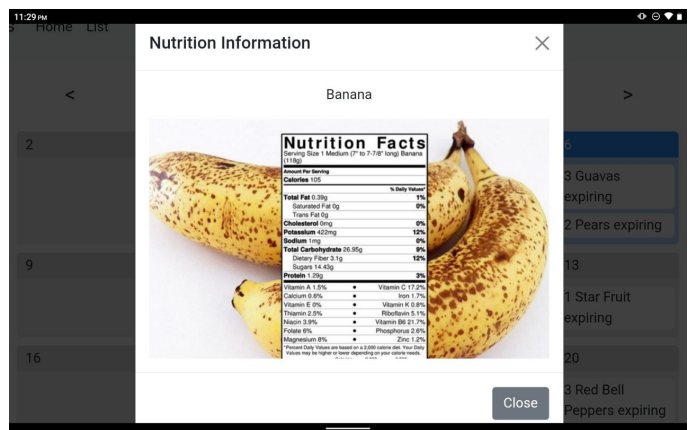 11:29 PM
Home List
Nutrition Information
<
Banana
>
Nutrition Facts
Serving Size 1 Medium (7" to 7-7/8" long) Banana
(118g)
Amount Per Serving
Calories 105
% Daily Values*
Total Fat 0.39g 1%
Saturated Fat 0g 0%
Trans Fat 0g
Cholesterol 0mg 0%
Potassium 422mg 12%
Sodium 1mg 0%
Total Carbohydrate 26.95g 9%
Dietary Fiber 3.1g 12%
Sugars 14.43g
Protein 1.29g 3%
Vitamin A 1.5% • Vitamin C 17.2%
Calcium 0.6% • Iron 1.7%
Vitamin E 0% • Vitamin K 0.8%
Thiamin 2.5% • Riboflavin 5.1%
Niacin 3.9% • Vitamin B6 21.7%
Folate 6% • Phosphorus 2.6%
Magnesium 8% • Zinc 1.2%
*Percent Daily Values are based on a 2,000 calorie diet. Your Daily
Values may be higher or lower depending on your calorie needs.
2
6
3 Guavas
expiring
2 Pears expiring
9
13
1 Star Fruit
expiring
16
20
3 Red Bell
Peppers expiring
Close